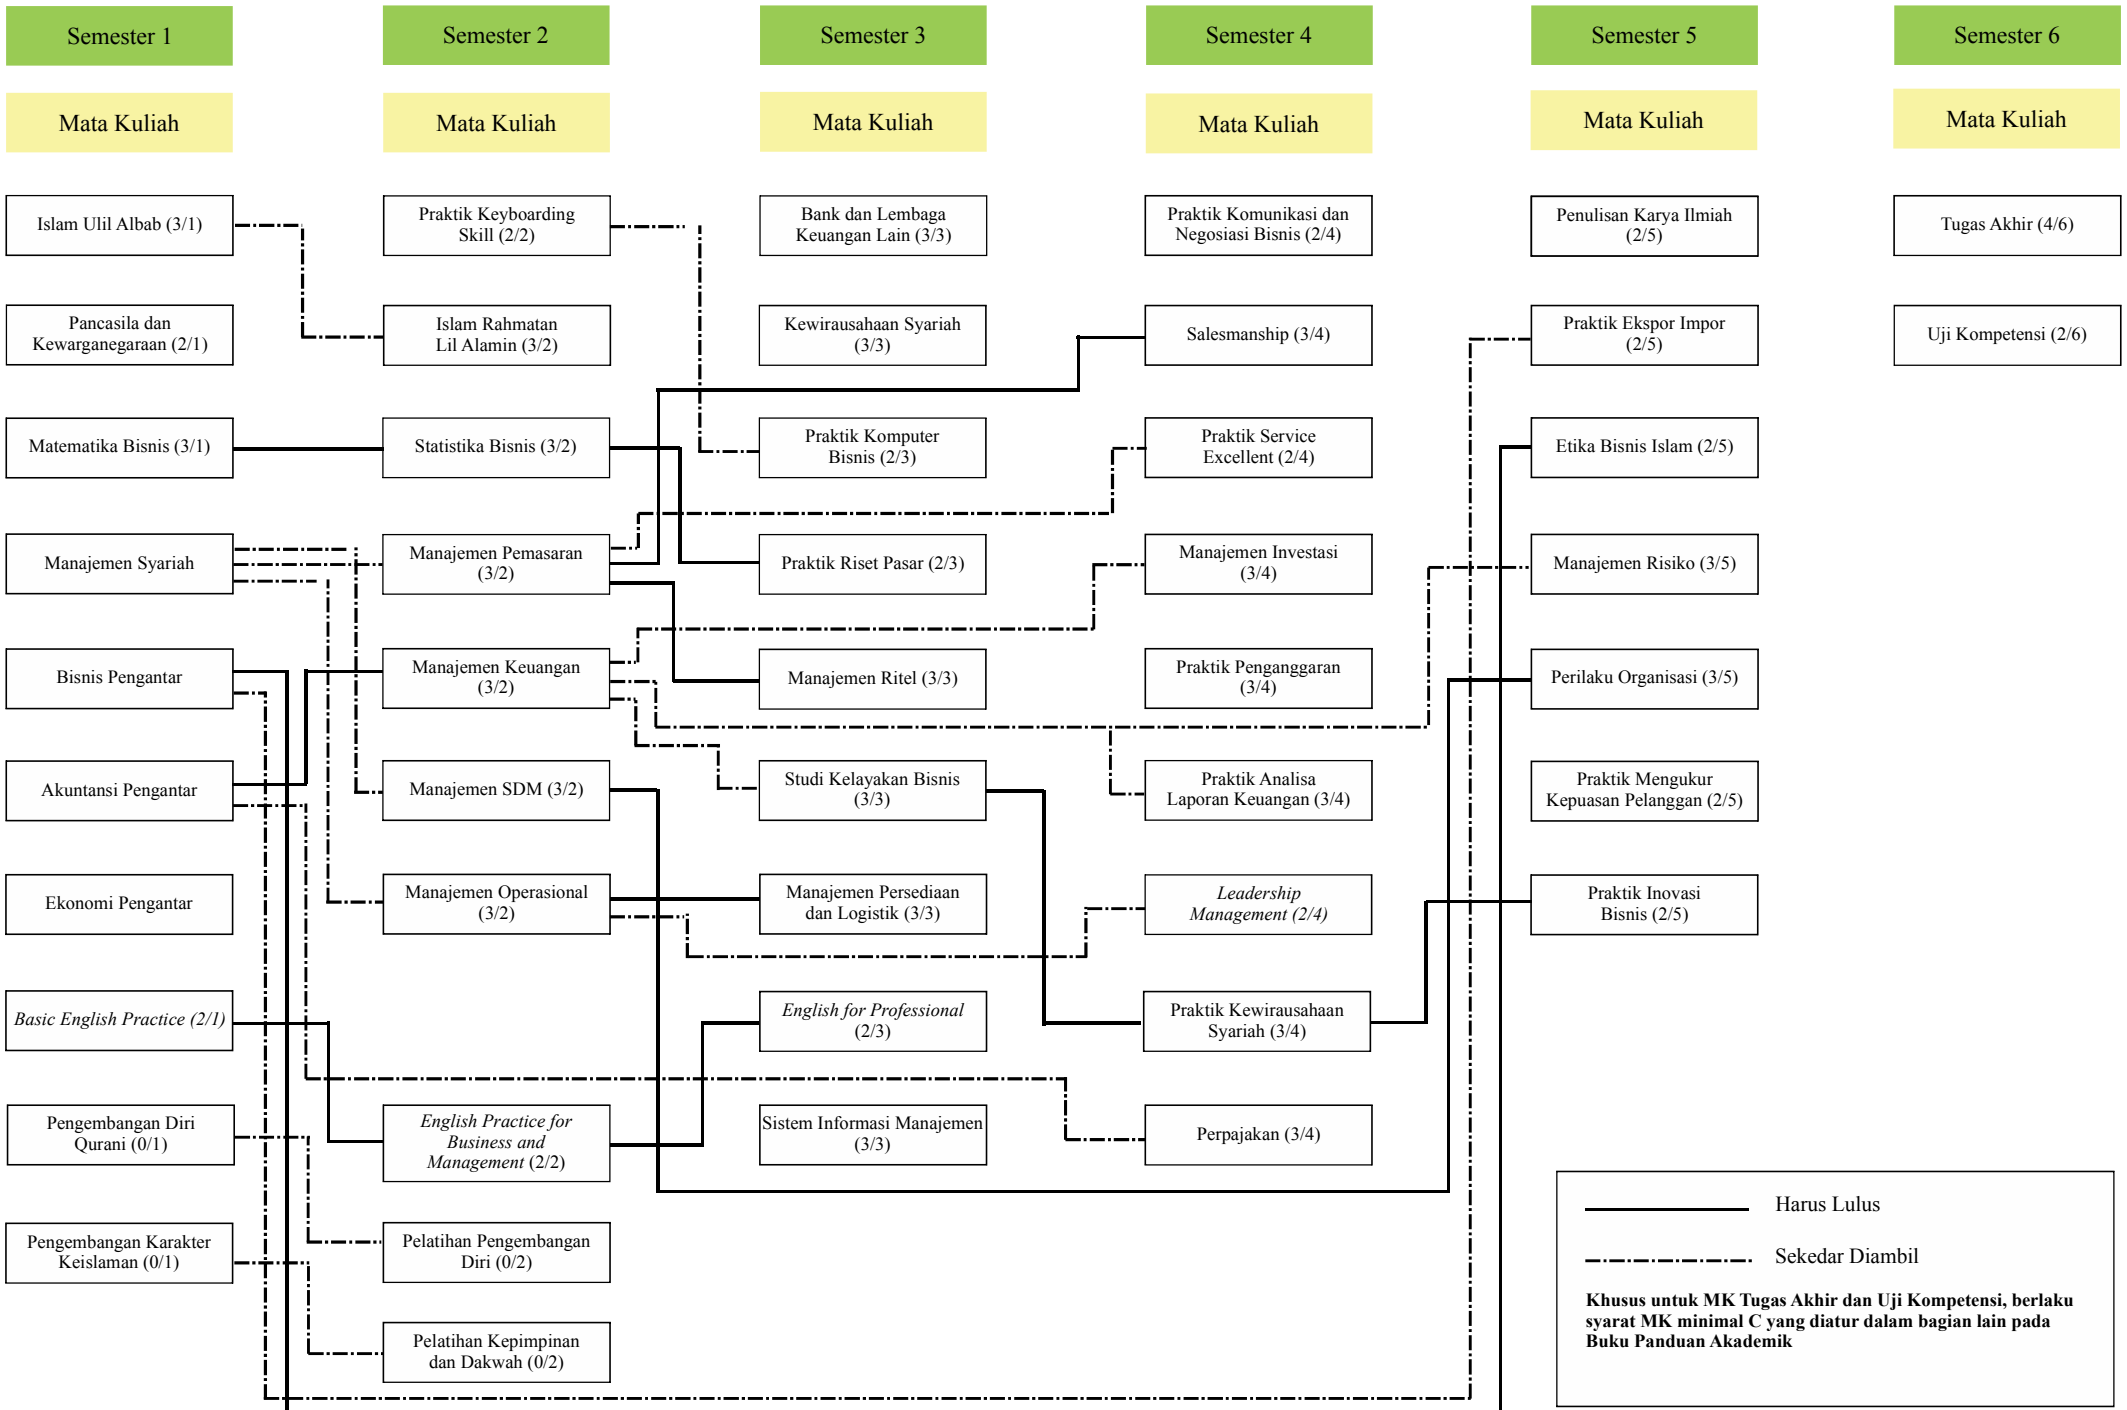 Semester 1
Semester 2
Semester 3
Semester 4
Semester 5
Semester 6
Mata Kuliah
Mata Kuliah
Mata Kuliah
Mata Kuliah
Mata Kuliah
Mata Kuliah
Islam Ulil Albab (3/1)
Praktik Keyboarding
Skill (2/2)
Bank dan Lembaga
Keuangan Lain (3/3)
Praktik Komunikasi dan
Negosiasi Bisnis (2/4)
Penulisan Karya Ilmiah
(2/5)
Tugas Akhir (4/6)
Pancasila dan
Kewarganegaraan (2/1)
Islam Rahmatan
Lil Alamin (3/2)
Kewirausahaan Syariah
(3/3)
Salesmanship (3/4)
Praktik Ekspor Impor
(2/5)
Uji Kompetensi (2/6)
Matematika Bisnis (3/1)
Statistika Bisnis (3/2)
Praktik Komputer
Bisnis (2/3)
Praktik Service
Excellent (2/4)
Etika Bisnis Islam (2/5)
Manajemen Syariah
Manajemen Pemasaran
(3/2)
Praktik Riset Pasar (2/3)
Manajemen Investasi
(3/4)
Manajemen Risiko (3/5)
Bisnis Pengantar
Manajemen Keuangan
(3/2)
Manajemen Ritel (3/3)
Praktik Penganggaran
(3/4)
Perilaku Organisasi (3/5)
Akuntansi Pengantar
Manajemen SDM (3/2)
Studi Kelayakan Bisnis
(3/3)
Praktik Analisa
Laporan Keuangan (3/4)
Praktik Mengukur
Kepuasan Pelanggan (2/5)
Ekonomi Pengantar
Manajemen Operasional
(3/2)
Manajemen Persediaan
dan Logistik (3/3)
Leadership
Management (2/4)
Praktik Inovasi
Bisnis (2/5)
Basic English Practice (2/1)
English for Professional
(2/3)
Praktik Kewirausahaan
Syariah (3/4)
Pengembangan Diri
Qurani (0/1)
English Practice for
Business and
Management (2/2)
Sistem Informasi Manajemen
(3/3)
Perpajakan (3/4)
Pengembangan Karakter
Keislaman (0/1)
Pelatihan Pengembangan
Diri (0/2)
Pelatihan Kepimpinan
dan Dakwah (0/2)
Harus Lulus
Sekedar Diambil
Khusus untuk MK Tugas Akhir dan Uji Kompetensi, berlaku
syarat MK minimal C yang diatur dalam bagian lain pada
Buku Panduan Akademik